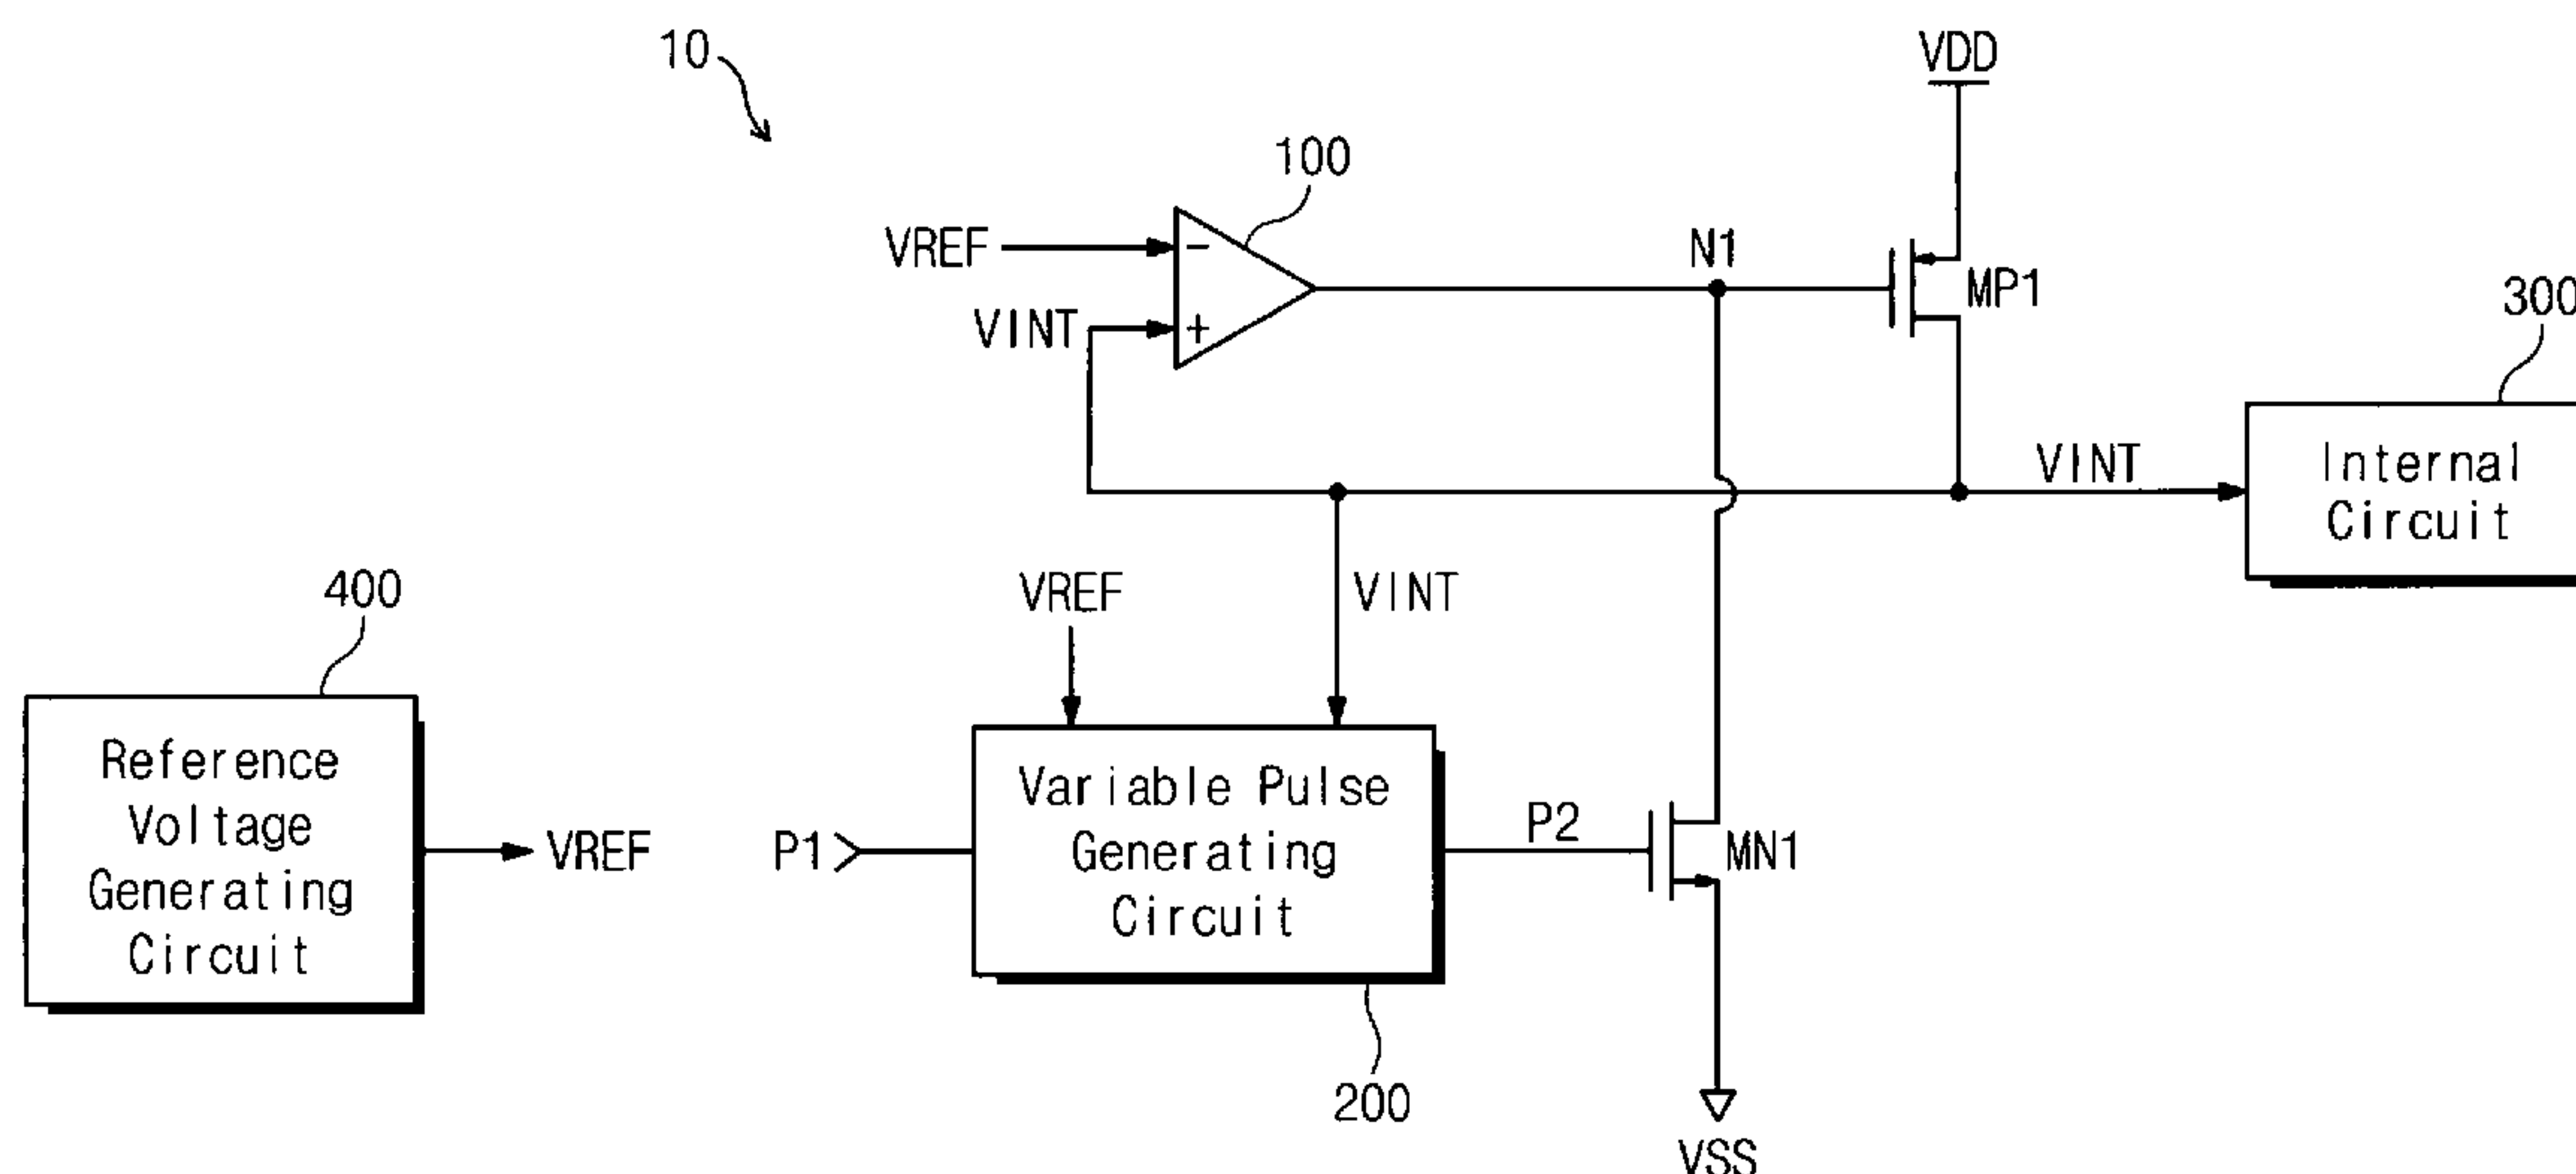 10
VDD
100
VREF
−
N1
MP1
VINT
+
300
VINT
Internal
Circuit
400
VREF
VINT
Reference
Voltage
Generating
Circuit
VREF
P1
Variable Pulse
Generating
Circuit
P2
MN1
200
VSS